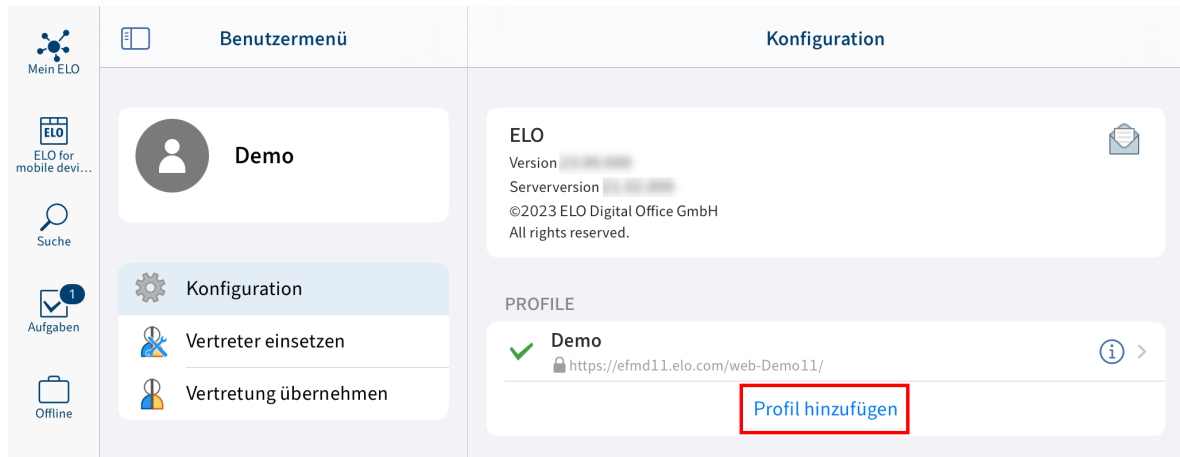 Mein ELO
ELO
ELO for
mobile devi...
Suche
1
Aufgaben
Offline
Benutzermenü
Demo
Konfiguration
Vertreter einsetzen
Vertretung übernehmen
Konfiguration
ELO
Version
Serverversion
©2023 ELO Digital Office GmbH
All rights reserved.
PROFILE
Demo
https://efmd11.elo.com/web-Demo11/
Profil hinzufügen